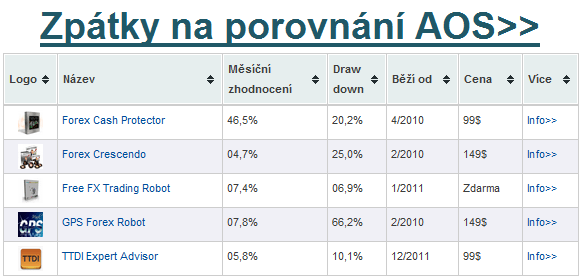 Zpátky na porovnání AOS>>
Logo Název Měsíční zhodnocení Draw down Běží od Cena Více
Forex Cash Protector 46,5% 20,2% 4/2010 99$ Info>>
Forex Crescendo 04,7% 25,0% 2/2010 149$ Info>>
Free FX Trading Robot 07,4% 06,9% 1/2011 Zdarma Info>>
GPS GPS Forex Robot 07,8% 66,2% 2/2010 149$ Info>>
TTDI TTDI Expert Advisor 05,8% 10,1% 12/2011 99$ Info>>